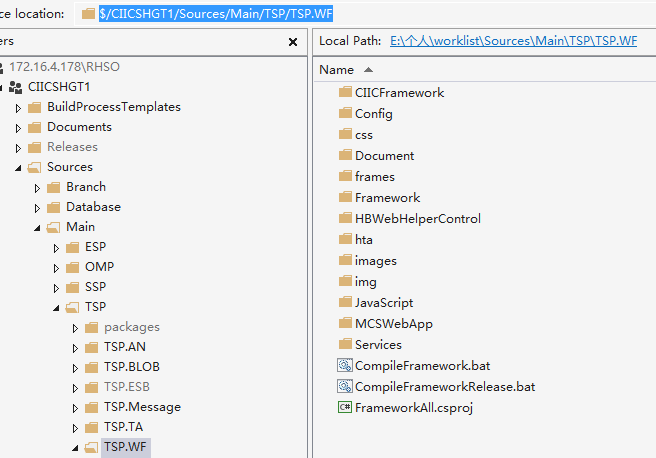 ce location: $/CIICSHGT1/Sources/Main/TSP/TSP.WF
ers
Local Path: E:\个人\worklist\Sources\Main\TSP\TSP.WF
172.16.4.178\RHSO
CIICSHGT1
BuildProcessTemplates
Documents
Releases
Sources
Branch
Database
Main
ESP
OMP
SSP
TSP
packages
TSP.AN
TSP.BLOB
TSP.ESB
TSP.Message
TSP.TA
TSP.WF
Name
CIICFramework
Config
css
Document
frames
Framework
HBWebHelperControl
hta
images
img
JavaScript
MCSWebApp
Services
CompileFramework.bat
CompileFrameworkRelease.bat
C# FrameworkAll.csproj